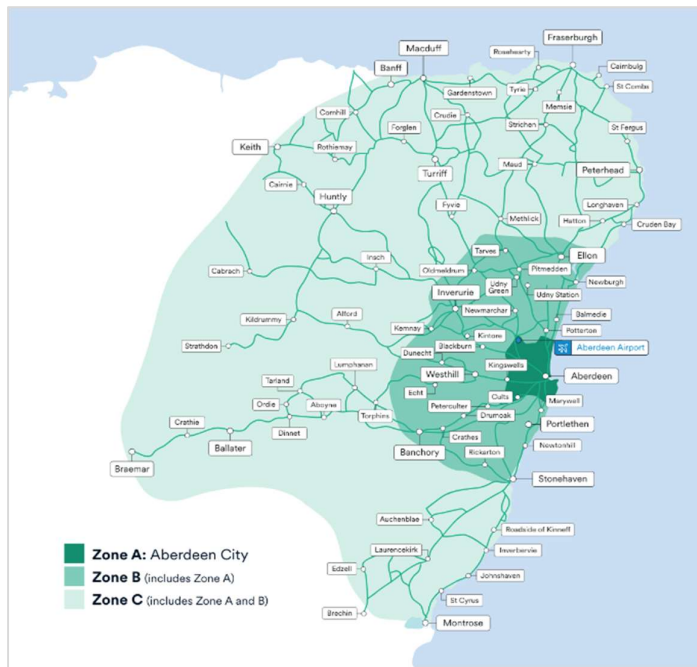 Fraserburgh
Rosehearty
Macduff
Banff
Cairnbulg
Gardenstown
Tyrie
St Combs
Memsie
Cornhill
Crudie
Strichen
Forglen
St Fergus
Keith
Rothiemay
Maud
Peterhead
Turriff
Cairnie
Huntly
Longhaven
Fyvie
Methlick
Hatton
Cruden Bay
Tarves
Ellon
Insch
Oldmeldrum
Pitmedden
Cabrach
Udny
Green
Newburgh
Inverurie
Udny Station
Newmachar
Balmedie
Kildrummy
Alford
Kemnay
Potterton
Kintore
Strathdon
Blackburn
Aberdeen Airport
Dunecht
Lumphanan
Westhill
Kingswells
Aberdeen
Tarland
Echt
Cults
Marywell
Ordie
Aboyne
Torphins
Peterculter
Drumoak
Portlethen
Crathie
Dinnet
Crathes
Newtonhill
Ballater
Banchory
Rickarton
Braemar
Stonehaven
Auchenblae
Roadside of Kinneff
Zone A: Aberdeen City
Laurencekirk
Inverbervie
Zone B (includes Zone A)
Edzell
Johnshaven
Zone C (includes Zone A and B)
St Cyrus
Brechin
Montrose